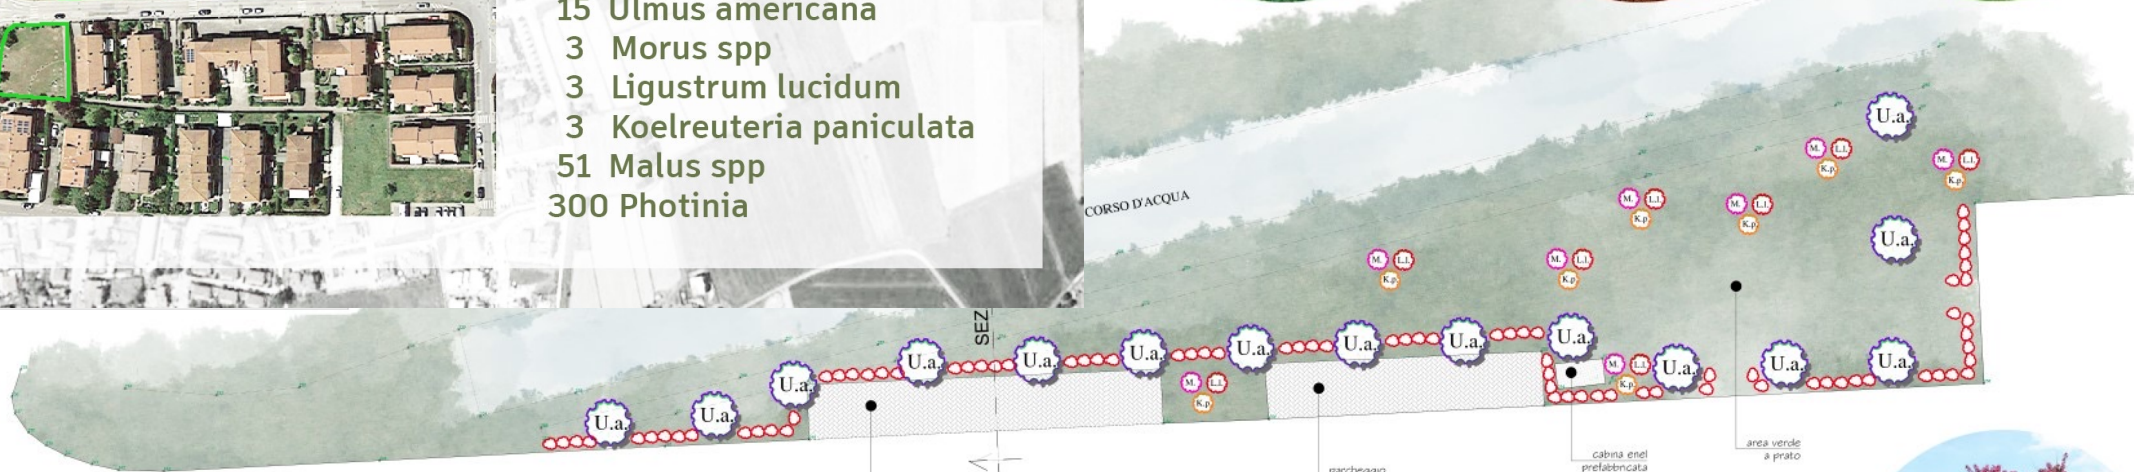 15 Ulmus americana
3 Morus spp
3 Ligustrum lucidum
3 Koelreuteria paniculata
51 Malus spp
300 Photinia
CORSO D'ACQUA
U.a.
M. L.l.
K.p.
M. L.l.
K.p.
M. L.l.
K.p.
M. L.l.
K.p.
U.a.
M. L.l.
K.p.
M. L.l.
K.p.
SEZ
U.a.
U.a.
U.a.
U.a.
U.a.
U.a.
U.a.
U.a.
U.a.
U.a.
M. L.l.
K.p.
U.a.
U.a.
U.a.
M. L.l.
K.p.
area verde
a prato
cabina enel
prefabbricata
parcheggio